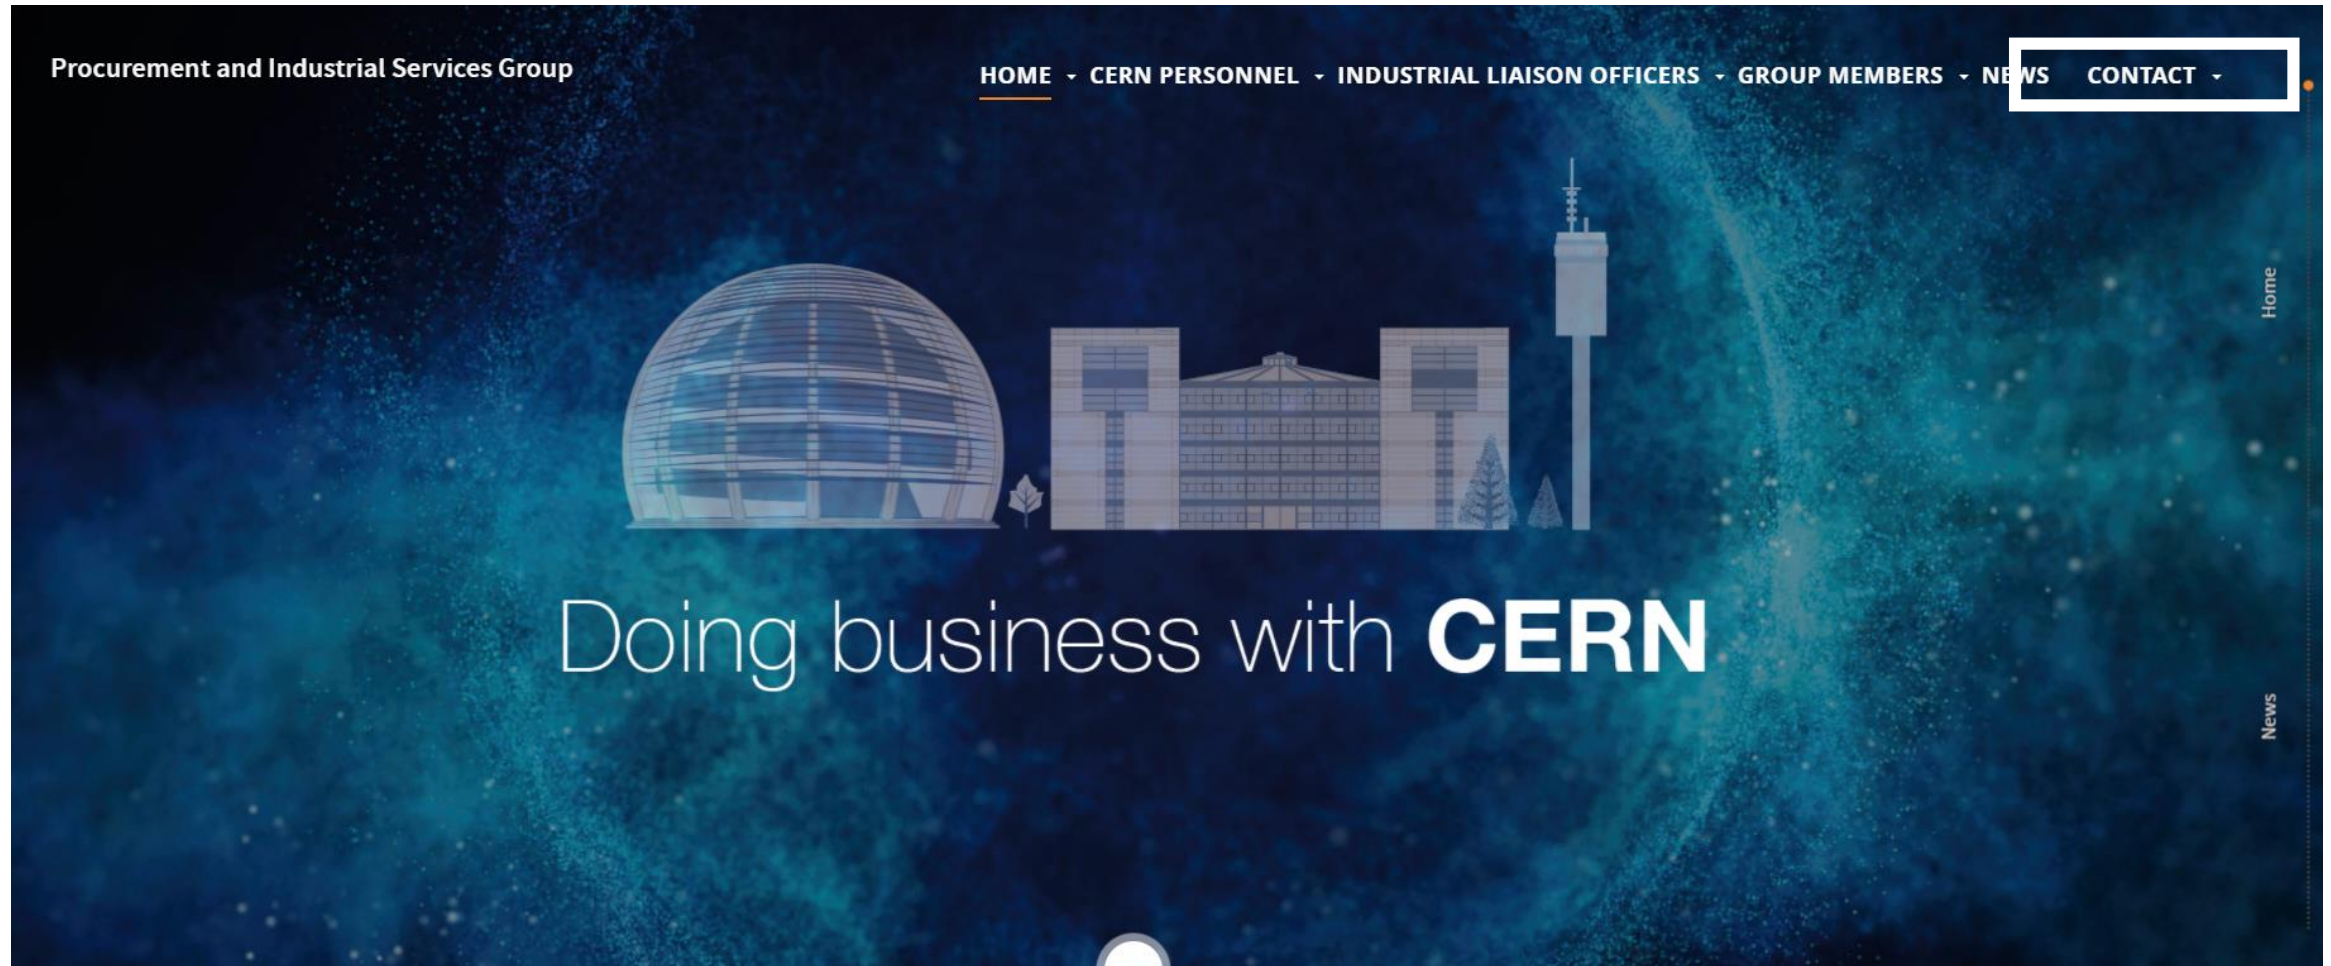 Procurement and Industrial Services Group
HOME CERN PERSONNEL INDUSTRIAL LIAISON OFFICERS GROUP MEMBERS NEWS CONTACT
Home
Doing business with CERN
News